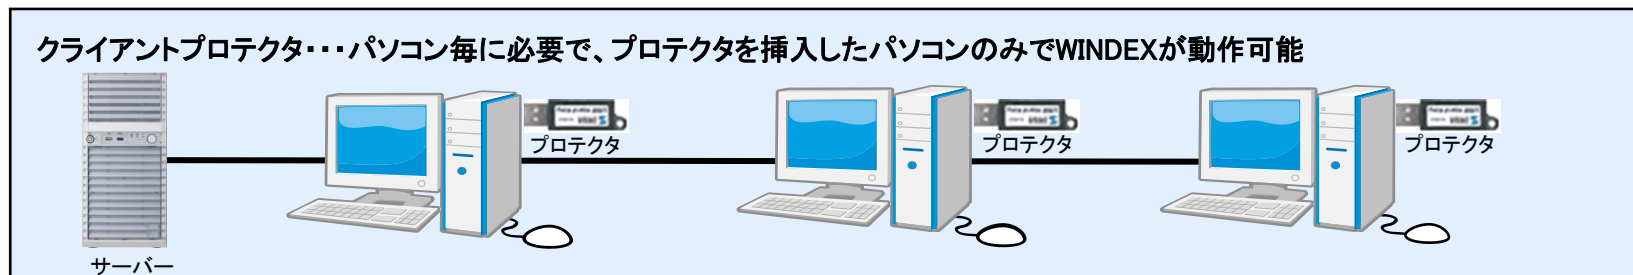 クライアントプロテクタ・・・パソコン毎に必要で、プロテクタを挿入したパソコンのみでWINDEXが動作可能
プロテクタ
プロテクタ
プロテクタ
サーバー